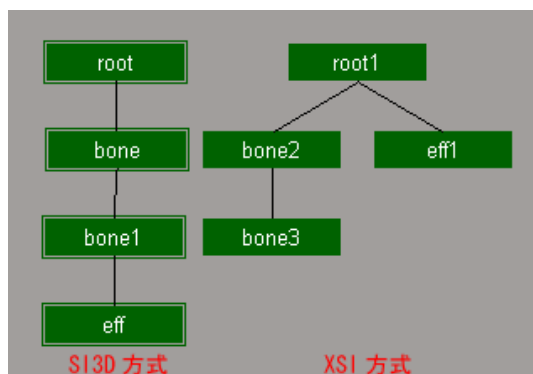 root
root1
bone
bone2
eff1
bone1
bone3
eff
SI3D 方式
XSI 方式